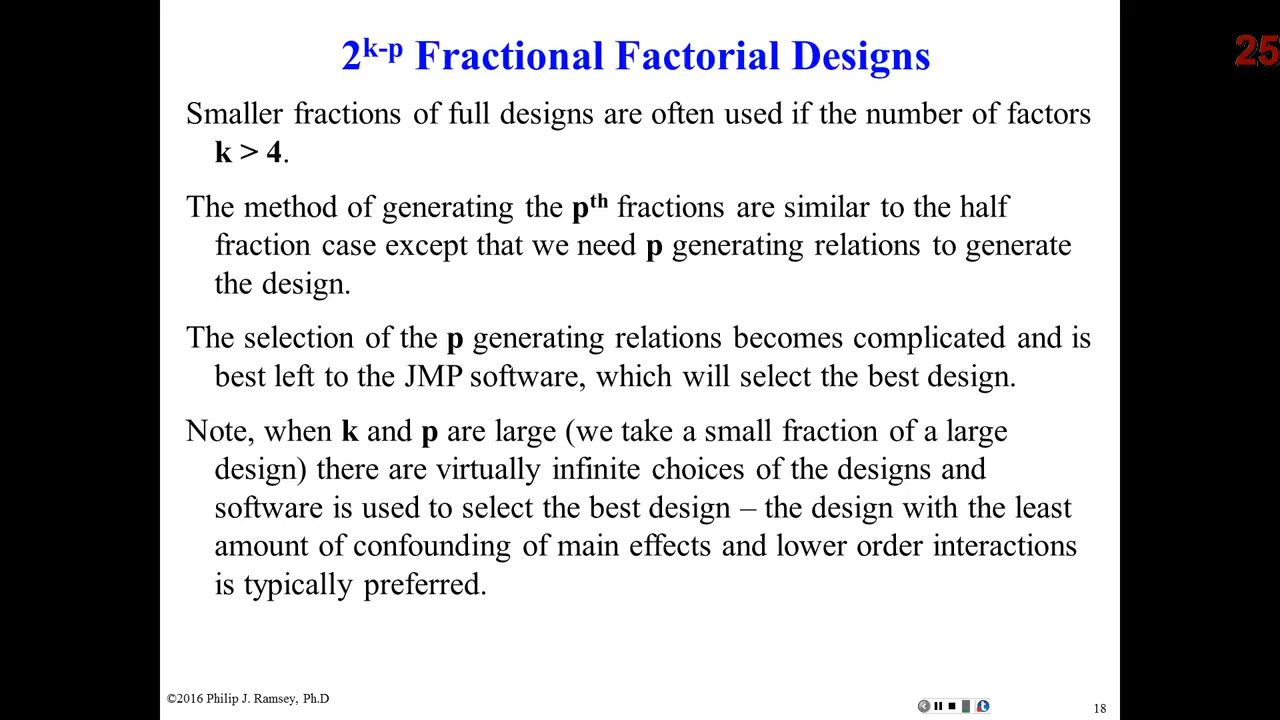 2k-p Fractional Factorial Designs
25
Smaller fractions of full designs are often used if the number of factors
k > 4.
The method of generating the pth fractions are similar to the half
fraction case except that we need p generating relations to generate
the design.
The selection of the p generating relations becomes complicated and is
best left to the JMP software, which will select the best design.
Note, when k and p are large (we take a small fraction of a large
design) there are virtually infinite choices of the designs and
software is used to select the best design – the design with the least
amount of confounding of main effects and lower order interactions
is typically preferred.
©2016 Philip J. Ramsey, Ph.D
18